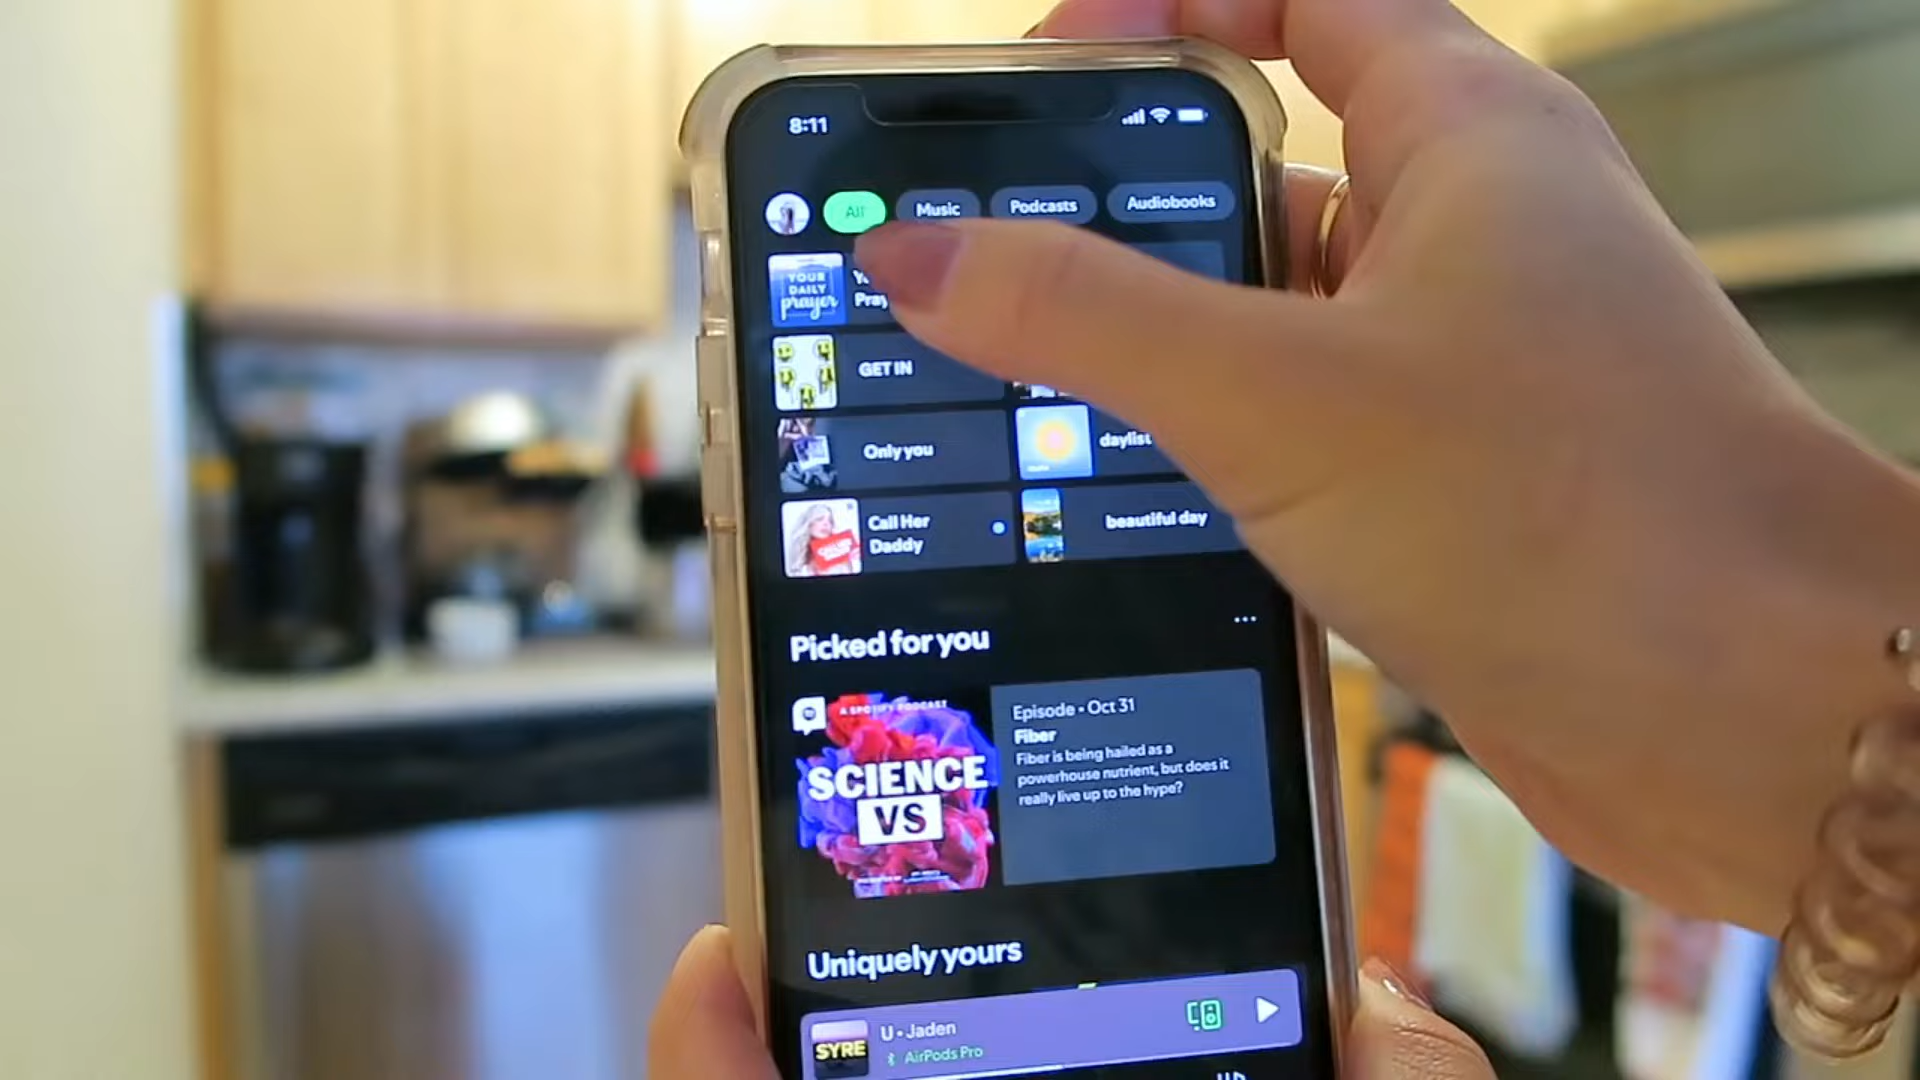 8:11
All
Music
Podcasts
Audiobooks
YOUR
DAILY
prayer
GET IN
Only you
daylist
Call Her
Daddy
beautiful day
Picked for you
A SPOTIFY PODCAST
SCIENCE
VS
Episode • Oct 31
Fiber
Fiber is being hailed as a
powerhouse nutrient, but does it
really live up to the hype?
Uniquely yours
SYRE
U • Jaden
AirPods Pro